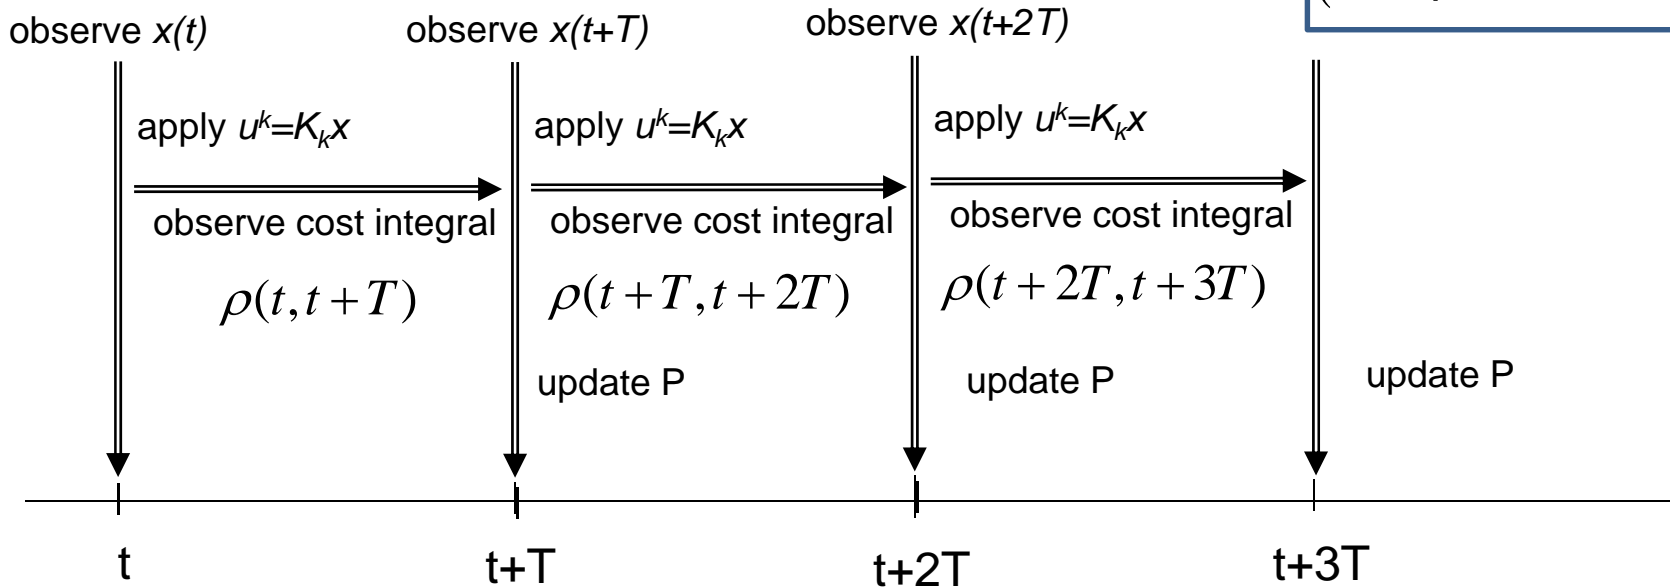 observe x(t)
observe x(t+T)
observe x(t+2T)
apply u^k=K_kx
apply u^k=K_kx
apply u^k=K_kx
observe cost integral
observe cost integral
observe cost integral
ρ(t,t+T)
ρ(t+T,t+2T)
ρ(t+2T,t+3T)
update P
update P
update P
t
t+T
t+2T
t+3T